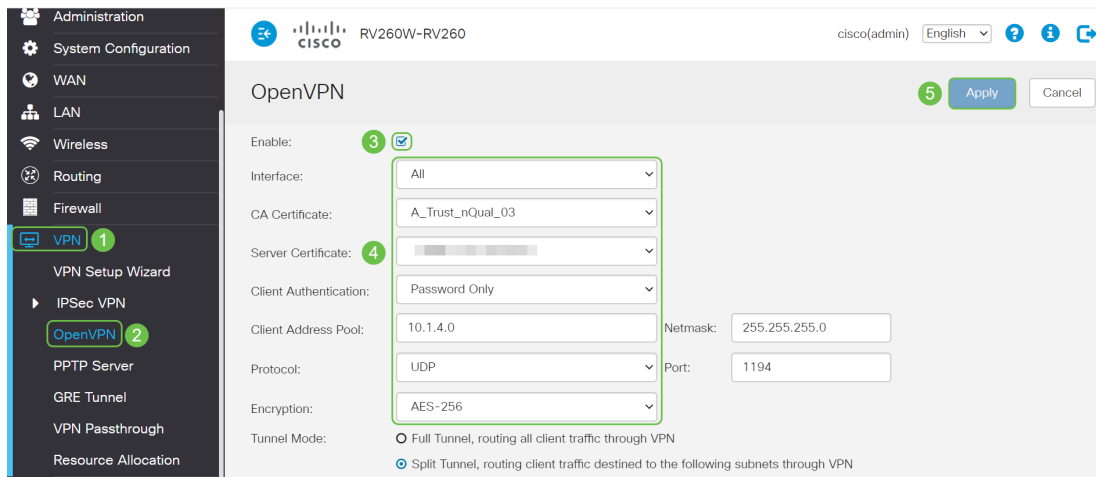 Administration
System Configuration
WAN
LAN
Wireless
Routing
Firewall
VPN 1
VPN Setup Wizard
IPSec VPN
OpenVPN 2
PPTP Server
GRE Tunnel
VPN Passthrough
Resource Allocation
CISCO RV260W-RV260 cisco(admin) English ? i
OpenVPN 5 Apply Cancel
Enable: 3
Interface: All
CA Certificate: A_Trust_nQual_03
Server Certificate: 4
Client Authentication: Password Only
Client Address Pool: 10.1.4.0 Netmask: 255.255.255.0
Protocol: UDP Port: 1194
Encryption: AES-256
Tunnel Mode: Full Tunnel, routing all client traffic through VPN
Split Tunnel, routing client traffic destined to the following subnets through VPN